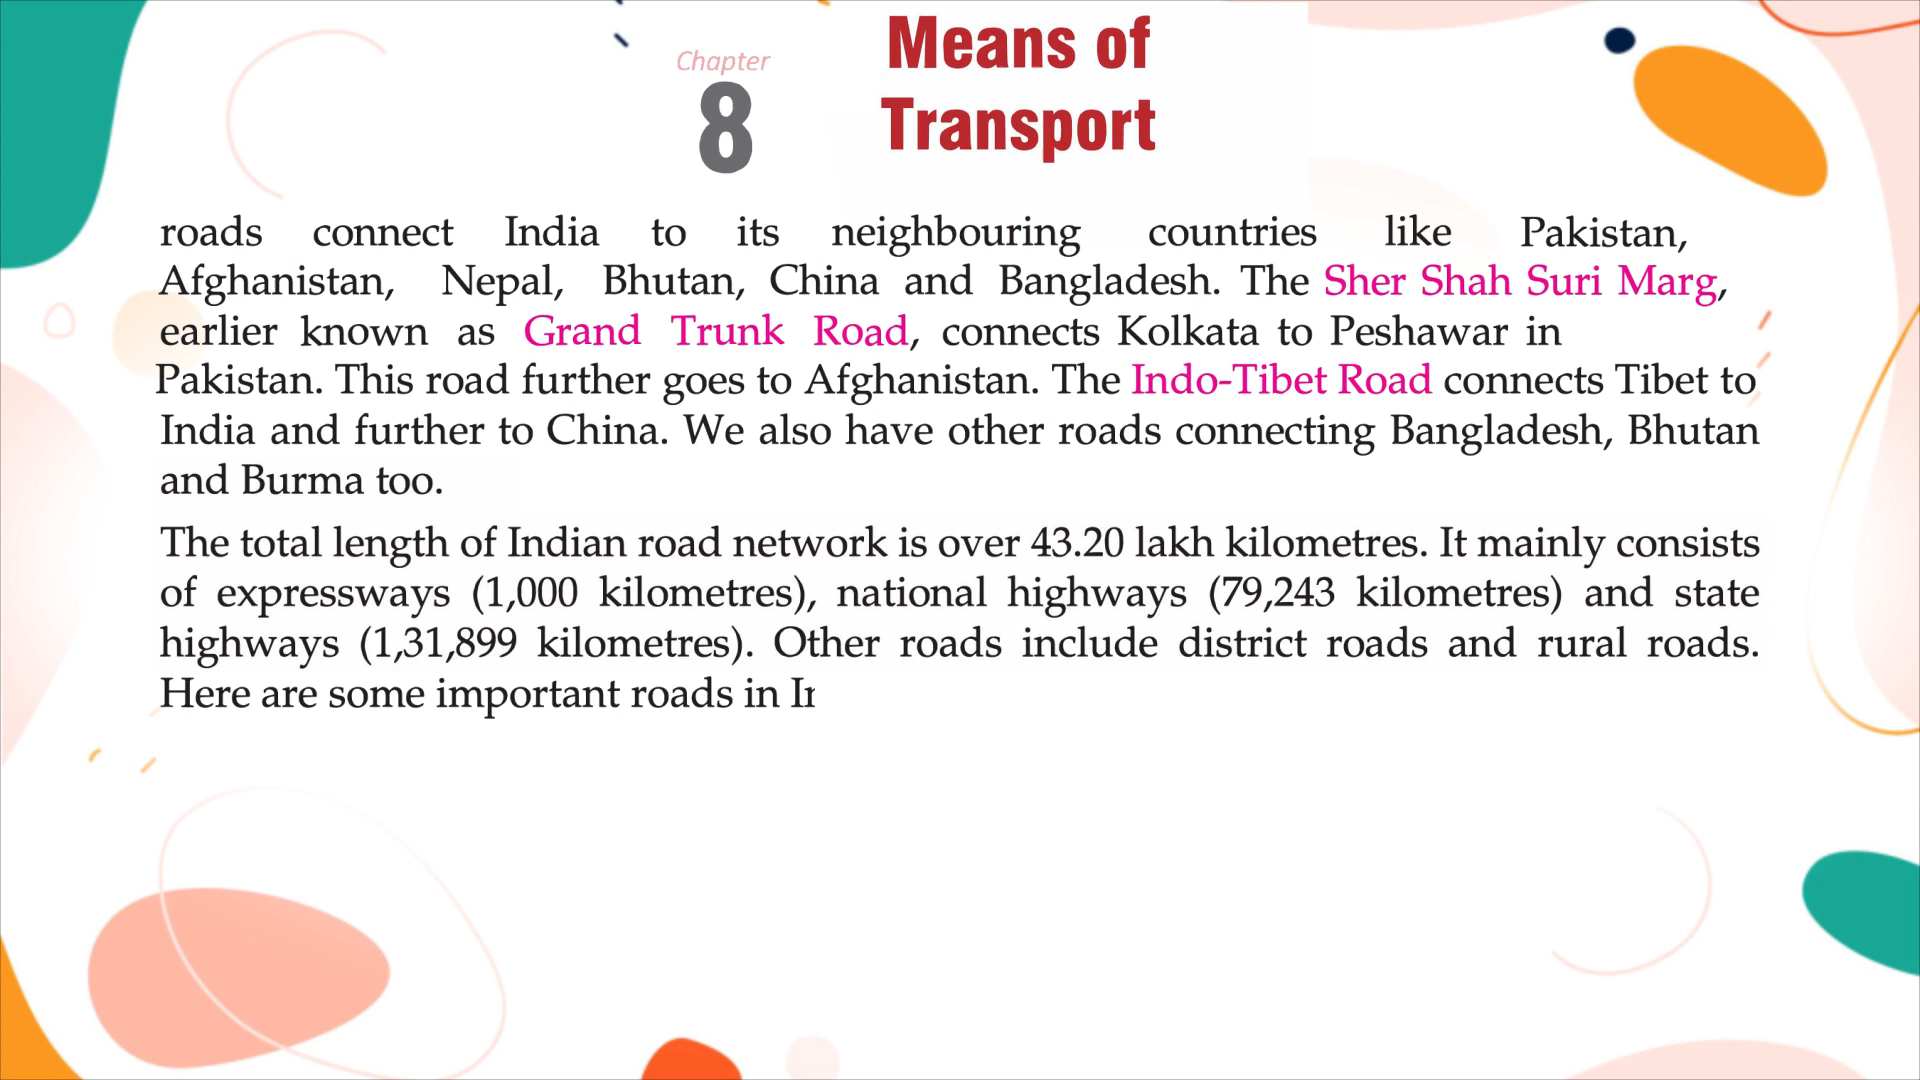 Chapter
8
Means of
Transport
roads connect India to its neighbouring countries like Pakistan,
Afghanistan, Nepal, Bhutan, China and Bangladesh. The Sher Shah Suri Marg,
earlier known as Grand Trunk Road, connects Kolkata to Peshawar in
Pakistan. This road further goes to Afghanistan. The Indo-Tibet Road connects Tibet to
India and further to China. We also have other roads connecting Bangladesh, Bhutan
and Burma too.
The total length of Indian road network is over 43.20 lakh kilometres. It mainly consists
of expressways (1,000 kilometres), national highways (79,243 kilometres) and state
highways (1,31,899 kilometres). Other roads include district roads and rural roads.
Here are some important roads in